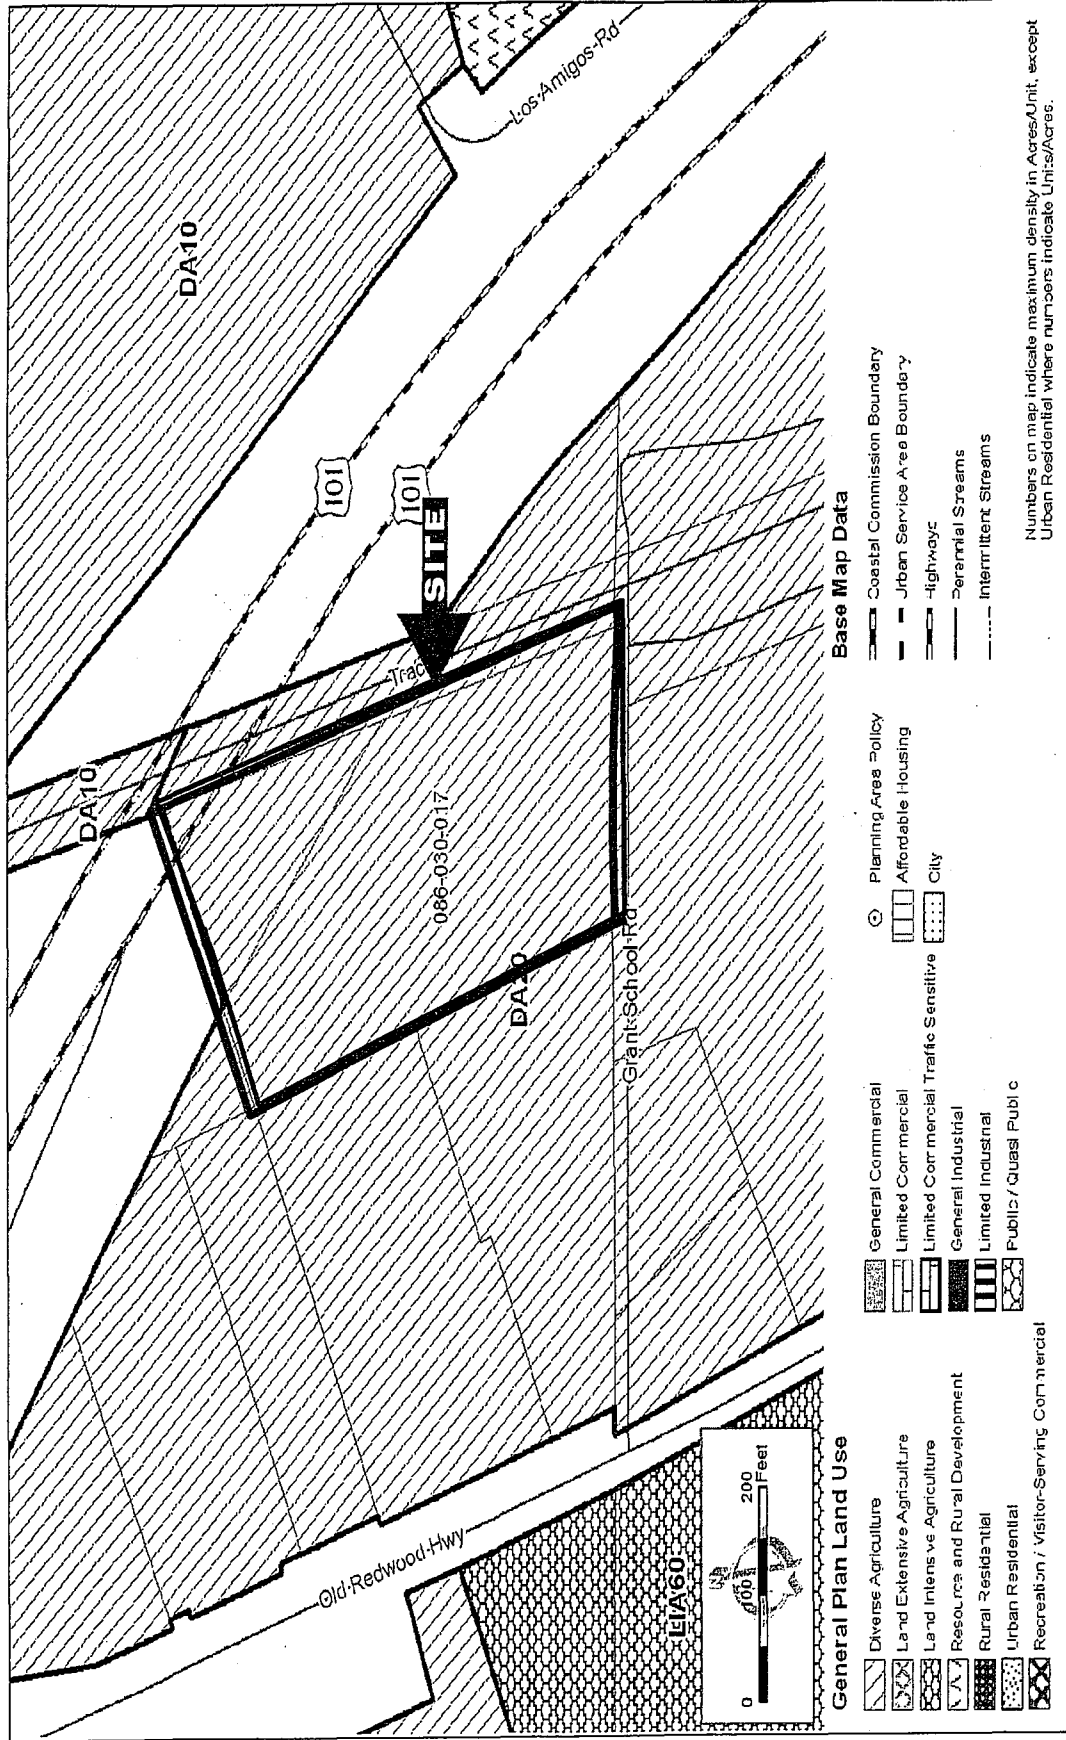 DA10
Los Amigos Rd
101
101
SITE
DA10
Trac
086-030-017
DA20
Grant School Rd
Old Redwood Hwy
LIA60
0 100 200
Feet
General Plan Land Use
Diverse Agriculture
Land Extensive Agriculture
Land Intensive Agriculture
Resource and Rural Development
Rural Residential
Urban Residential
Recreation / Visitor-Serving Commercial
General Commercial
Limited Commercial
Limited Commercial Traffic Sensitive
General Industrial
Limited Industrial
Public / Quasi Public
Planning Area Policy
Affordable Housing
City
Base Map Data
Coastal Commission Boundary
Urban Service Area Boundary
Highways
Perennial Streams
Intermittent Streams
Numbers on map indicate maximum density in Acres/Unit, except
Urban Residential where numbers indicate Units/Acres.